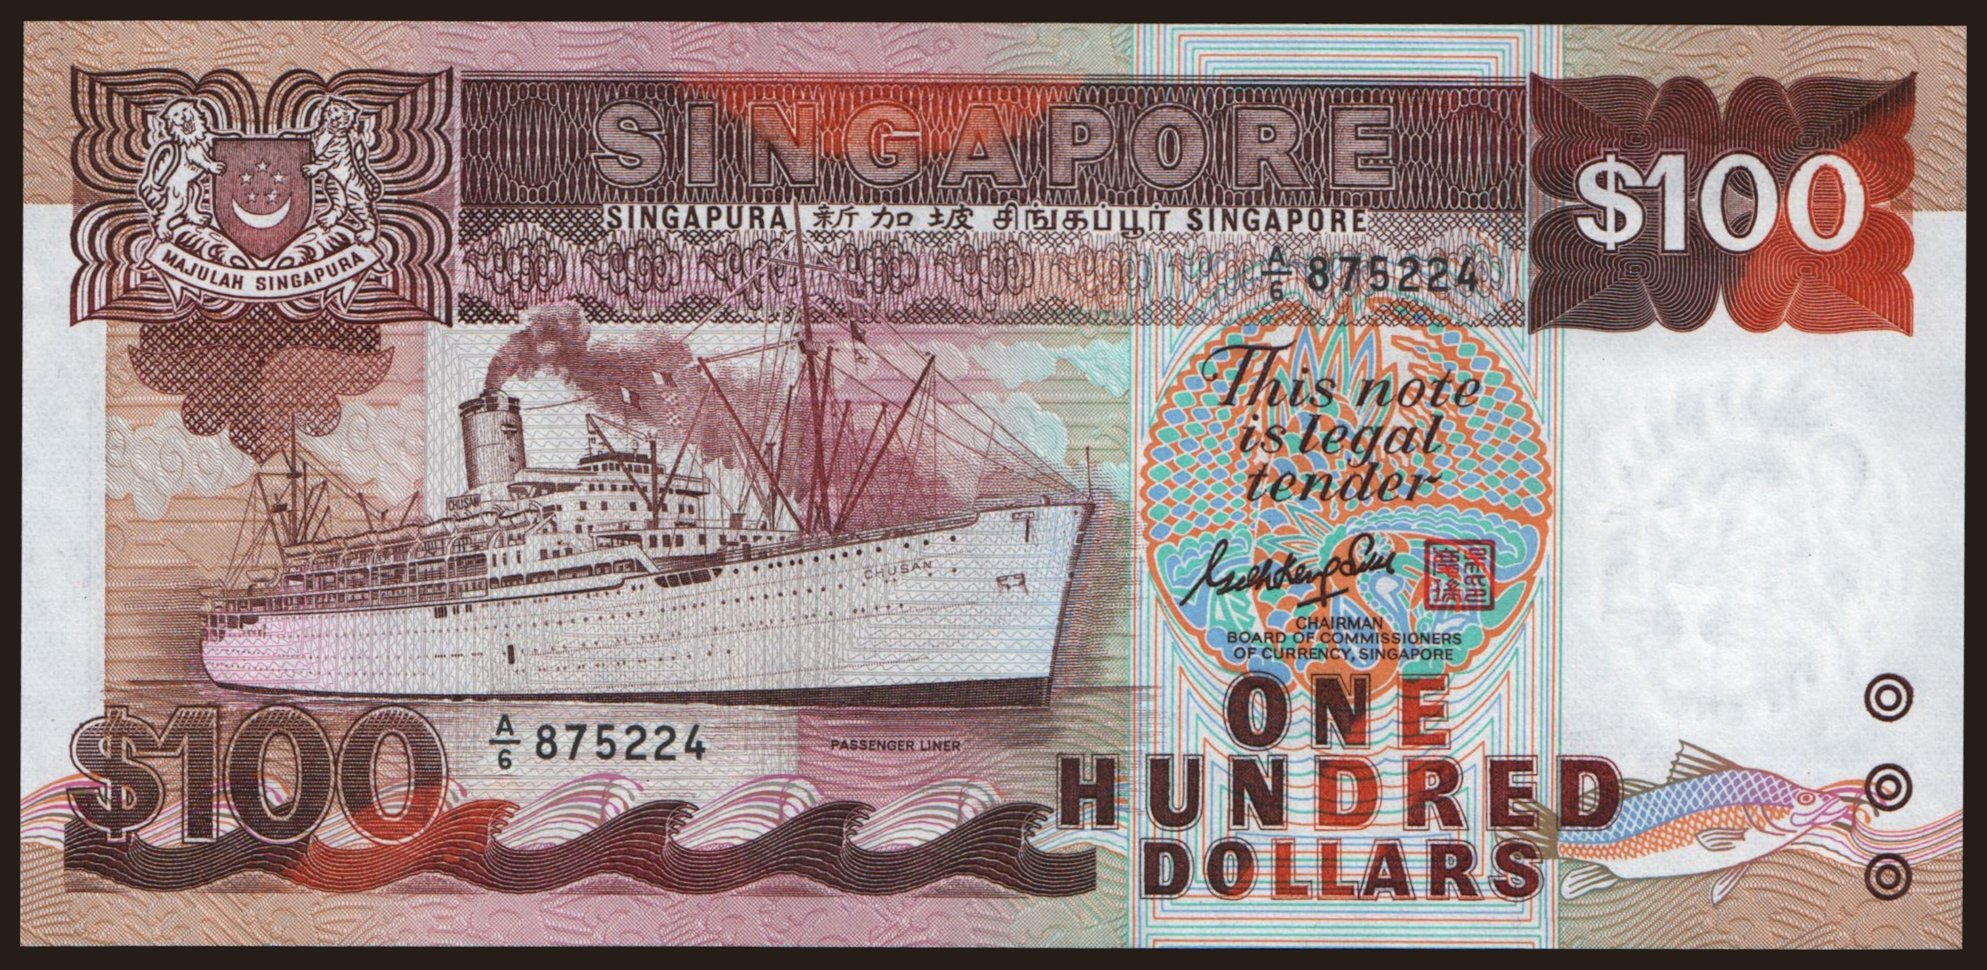 SINGAPORE
$100
SINGAPURA 新加坡 சிங்கப்பூர் SINGAPORE
MAJULAH SINGAPURA
A/6 875224
This note
is legal
tender
CHUSAN
CHUSAN
CHAIRMAN
BOARD OF COMMISSIONERS
OF CURRENCY, SINGAPORE
$100
A/6 875224
PASSENGER LINER
ONE
HUNDRED
DOLLARS